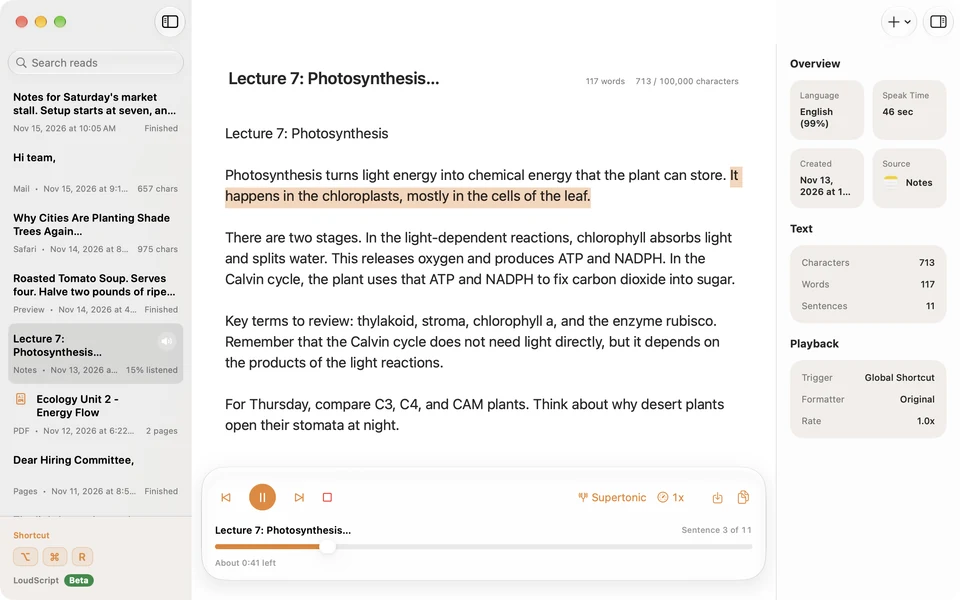 Search reads
Notes for Saturday's market
stall. Setup starts at seven, an...
Nov 15, 2026 at 10:05 AM Finished
Hi team,
Mail • Nov 15, 2026 at 9:1... 657 chars
Why Cities Are Planting Shade
Trees Again...
Safari • Nov 14, 2026 at 8... 975 chars
Roasted Tomato Soup. Serves
four. Halve two pounds of ripe...
Preview • Nov 14, 2026 at 4... Finished
Lecture 7:
Photosynthesis...
Notes • Nov 13, 2026 a... 15% listened
Ecology Unit 2 -
Energy Flow
PDF • Nov 12, 2026 at 6:22... 2 pages
Dear Hiring Committee,
Pages • Nov 11, 2026 at 8:5... Finished
Shortcut
⌥ ⌘ R
LoudScript Beta
Lecture 7: Photosynthesis...
117 words 713 / 100,000 characters
Lecture 7: Photosynthesis
Photosynthesis turns light energy into chemical energy that the plant can store. It
happens in the chloroplasts, mostly in the cells of the leaf.
There are two stages. In the light-dependent reactions, chlorophyll absorbs light
and splits water. This releases oxygen and produces ATP and NADPH. In the
Calvin cycle, the plant uses that ATP and NADPH to fix carbon dioxide into sugar.
Key terms to review: thylakoid, stroma, chlorophyll a, and the enzyme rubisco.
Remember that the Calvin cycle does not need light directly, but it depends on
the products of the light reactions.
For Thursday, compare C3, C4, and CAM plants. Think about why desert plants
open their stomata at night.
Supertonic 1x
Lecture 7: Photosynthesis...
Sentence 3 of 11
About 0:41 left
Overview
Language
English
(99%)
Speak Time
46 sec
Created
Nov 13,
2026 at 1...
Source
Notes
Text
Characters 713
Words 117
Sentences 11
Playback
Trigger Global Shortcut
Formatter Original
Rate 1.0x